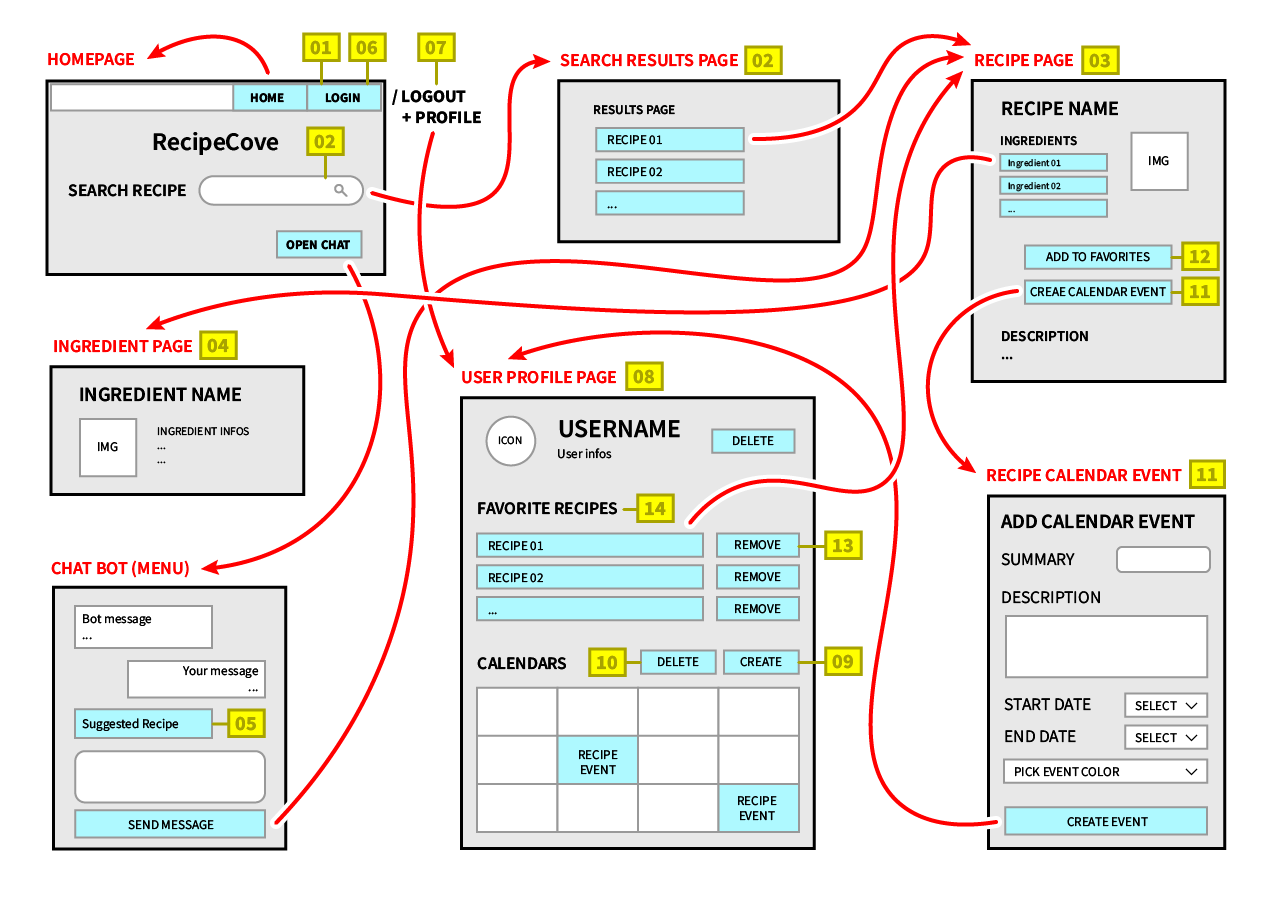 HOMEPAGE
01
06
07
HOME
LOGIN
/ LOGOUT
+ PROFILE
RecipeCove
02
SEARCH RECIPE
OPEN CHAT
SEARCH RESULTS PAGE
02
RESULTS PAGE
RECIPE 01
RECIPE 02
...
RECIPE PAGE
03
RECIPE NAME
INGREDIENTS
Ingredient 01
Ingredient 02
...
IMG
ADD TO FAVORITES
12
CREAE CALENDAR EVENT
11
DESCRIPTION
...
INGREDIENT PAGE
04
INGREDIENT NAME
IMG
INGREDIENT INFOS
...
...
USER PROFILE PAGE
08
ICON
USERNAME
User infos
DELETE
FAVORITE RECIPES
14
RECIPE 01
REMOVE
13
RECIPE 02
REMOVE
...
REMOVE
CALENDARS
10
DELETE
CREATE
09
RECIPE
EVENT
RECIPE
EVENT
CHAT BOT (MENU)
Bot message
...
Your message
...
Suggested Recipe
05
SEND MESSAGE
RECIPE CALENDAR EVENT
11
ADD CALENDAR EVENT
SUMMARY
DESCRIPTION
START DATE
SELECT
END DATE
SELECT
PICK EVENT COLOR
CREATE EVENT